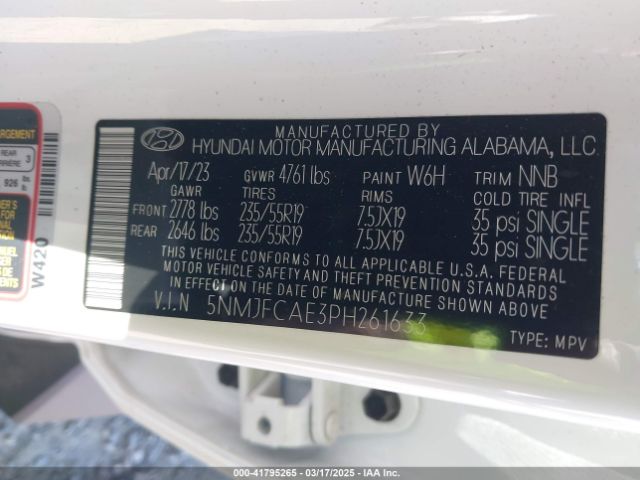 MANUFACTURED BY
HYUNDAI MOTOR MANUFACTURING ALABAMA, LLC.
Apr/17/23 GVWR 4761 lbs PAINT W6H TRIM NNB
GAWR TIRES RIMS COLD TIRE INFL
FRONT 2778 lbs 235/55R19 7.5JX19 35 psi SINGLE
REAR 2646 lbs 235/55R19 7.5JX19 35 psi SINGLE
THIS VEHICLE CONFORMS TO ALL APPLICABLE U.S.A. FEDERAL
MOTOR VEHICLE SAFETY AND THEFT PREVENTION STANDARDS
IN EFFECT ON THE DATE OF MANUFACTURE SHOWN ABOVE.
V.I.N 5NMJFCAE3PH261633
TYPE: MPV
REAR
3
926
W420
000-41795265 - 03/17/2025 - IAA Inc.